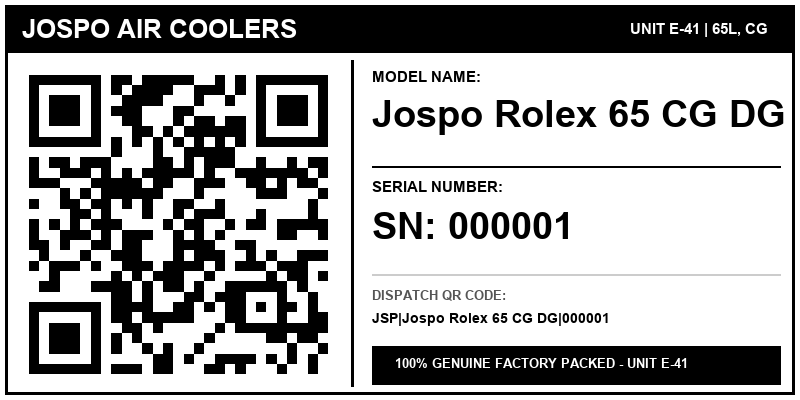 JOSPO AIR COOLERS
UNIT E-41 | 65L, CG
MODEL NAME:
Jospo Rolex 65 CG DG
SERIAL NUMBER:
SN: 000001
DISPATCH QR CODE:
JSP|Jospo Rolex 65 CG DG|000001
100% GENUINE FACTORY PACKED - UNIT E-41